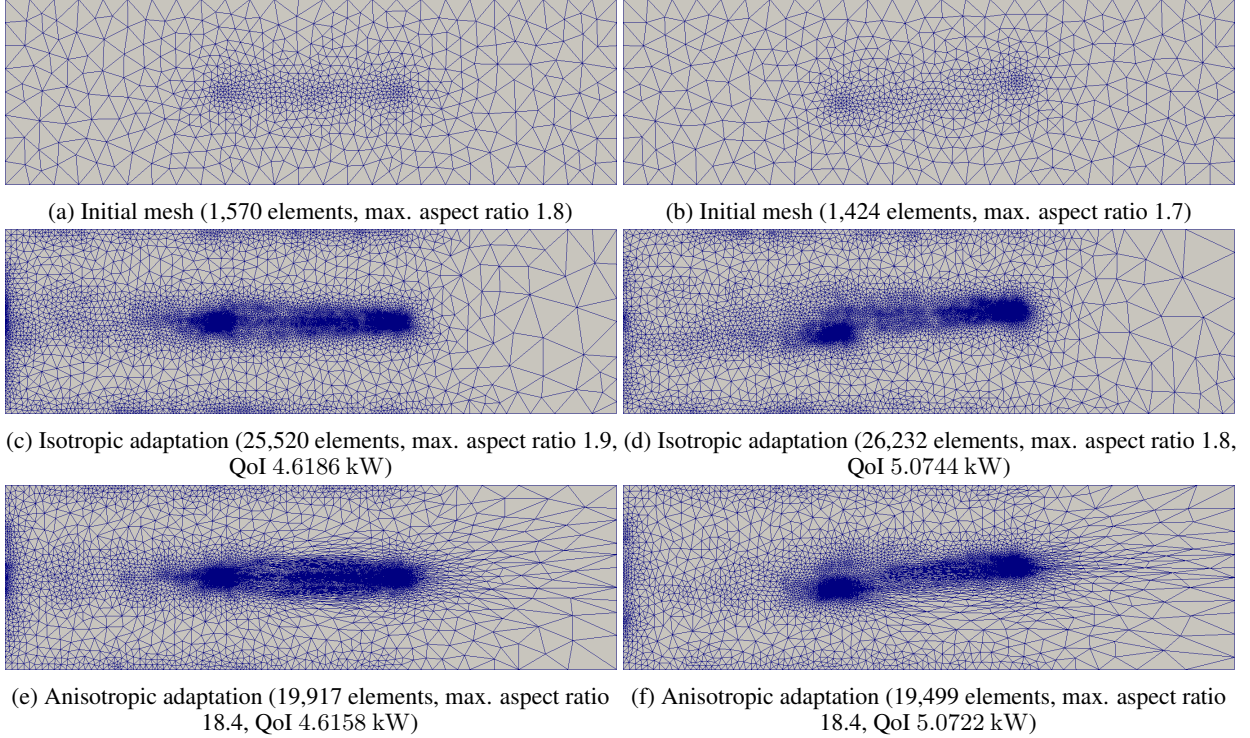 (a) Initial mesh (1,570 elements, max. aspect ratio 1.8)
(b) Initial mesh (1,424 elements, max. aspect ratio 1.7)
(c) Isotropic adaptation (25,520 elements, max. aspect ratio 1.9,
QoI 4.6186 kW)
(d) Isotropic adaptation (26,232 elements, max. aspect ratio 1.8,
QoI 5.0744 kW)
(e) Anisotropic adaptation (19,917 elements, max. aspect ratio
18.4, QoI 4.6158 kW)
(f) Anisotropic adaptation (19,499 elements, max. aspect ratio
18.4, QoI 5.0722 kW)